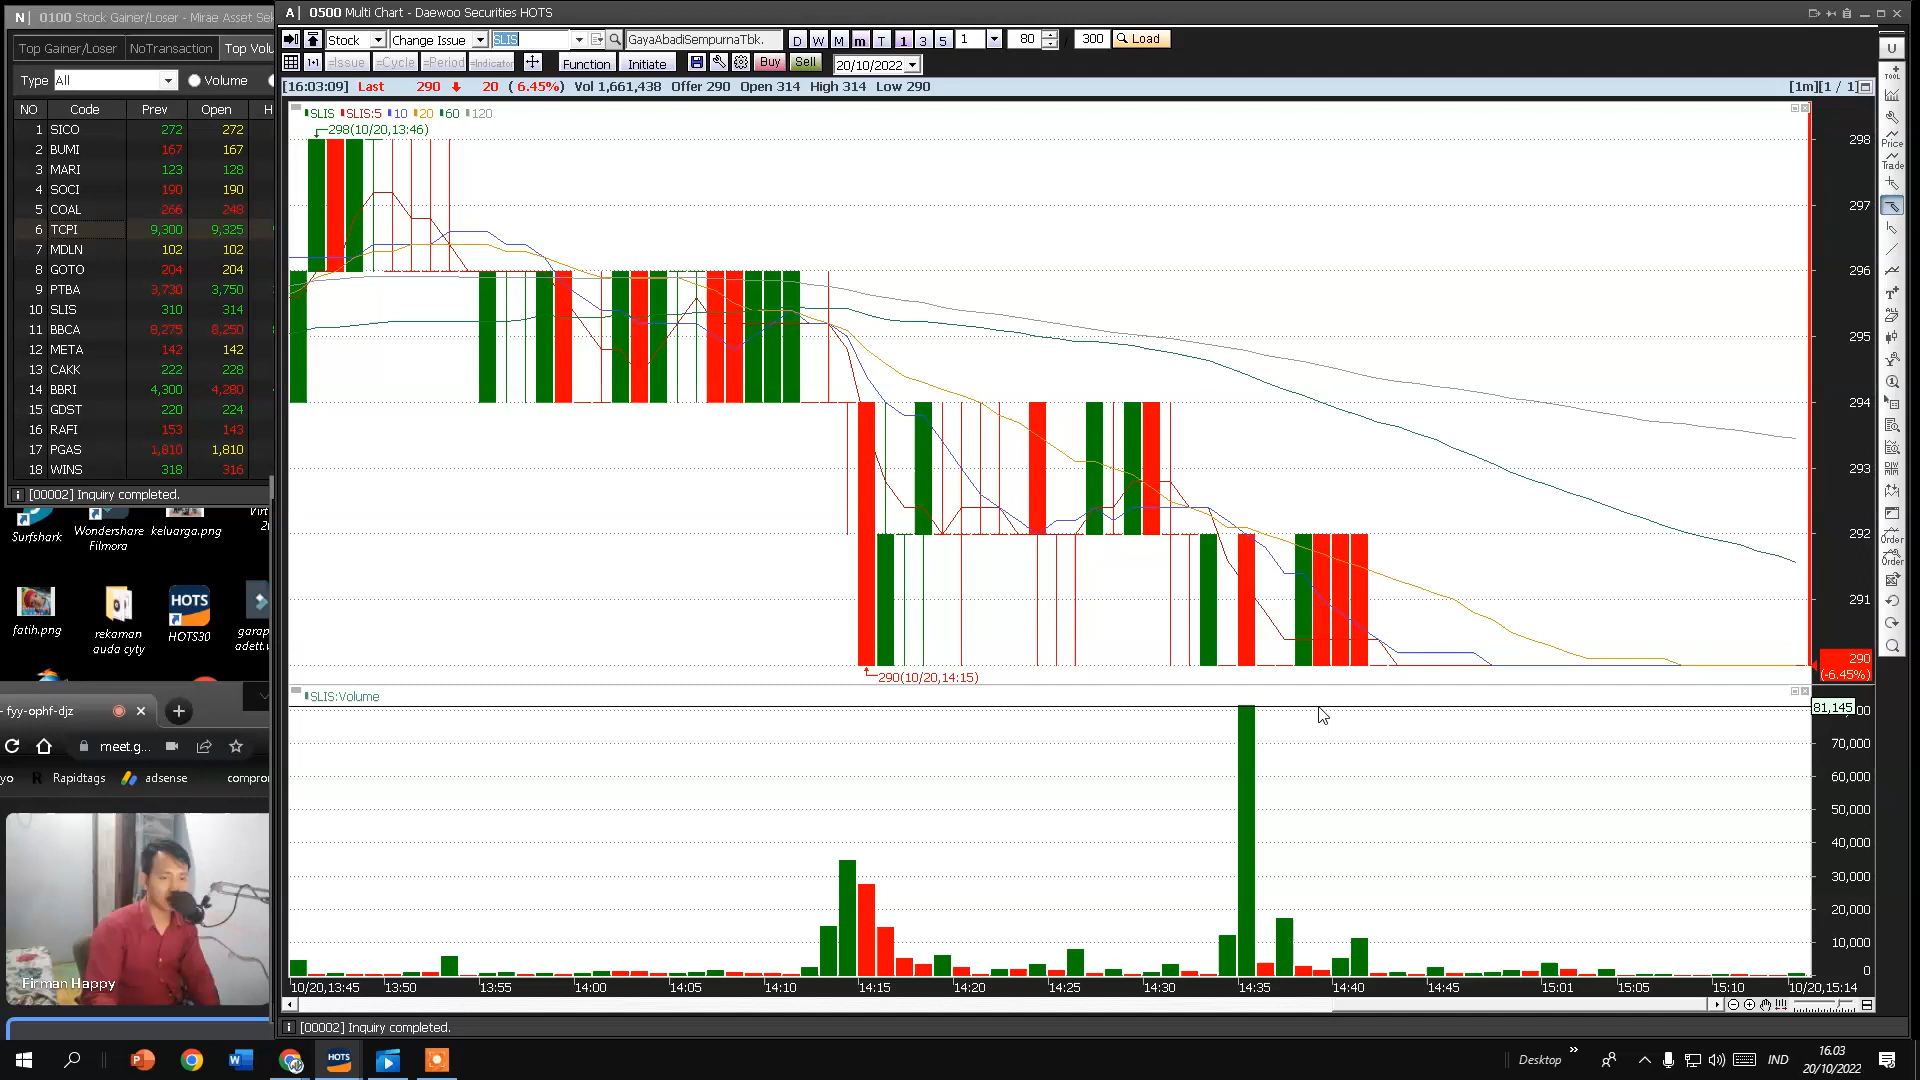 N| 0100 Stock Gainer/Loser - Mirae Asset Sek
Top Gainer/Loser NoTransaction Top Volu
Type All Volume
NO Code Prev Open H
1 SICO 272 272
2 BUMI 167 167
3 MARI 123 128
4 SOCI 190 190
5 COAL 266 248
6 TCPI 9,300 9,325
7 MDLN 102 102
8 GOTO 204 204
9 PTBA 3,730 3,750
10 SLIS 310 314
11 BBCA 8,275 8,250
12 META 142 142
13 CAKK 222 228
14 BBRI 4,300 4,280
15 GDST 220 224
16 RAFI 153 143
17 PGAS 1,810 1,810
18 WINS 318 316
[00002] Inquiry completed.
Surfshark
Wondershare
Filmora
keluarga.png
Virt
fatih.png
rekaman
auda cyty
HOTS
HOTS30
garap
adett.v
- fyy-ophf-djz
meet.g...
yo Rapidtags adsense compron
Firman Happy
A| 0500 Multi Chart - Daewoo Securities HOTS
Stock Change Issue SLIS GayaAbadiSempurnaTbk. D W M m T 1 3 5 1 80 300 Load
=Issue =Cycle =Period =Indicator Function Initiate Buy Sell 20/10/2022
[16:03:09] Last 290 20 ( 6.45%) Vol 1,661,438 Offer 290 Open 314 High 314 Low 290 [1m][1 / 1]
SLIS SLIS:5 10 20 60 120
298(10/20,13:46)
298
297
296
295
294
293
292
291
290
(-6.45%)
290(10/20,14:15)
SLIS:Volume
81,145
70,000
60,000
50,000
40,000
30,000
20,000
10,000
0
10/20,13:45 13:50 13:55 14:00 14:05 14:10 14:15 14:20 14:25 14:30 14:35 14:40 14:45 15:01 15:05 15:10 10/20,15:14
[00002] Inquiry completed.
U
TOOL
Price
Trade
ALL
Order
Order
HOTS
Desktop
IND
16.03
20/10/2022